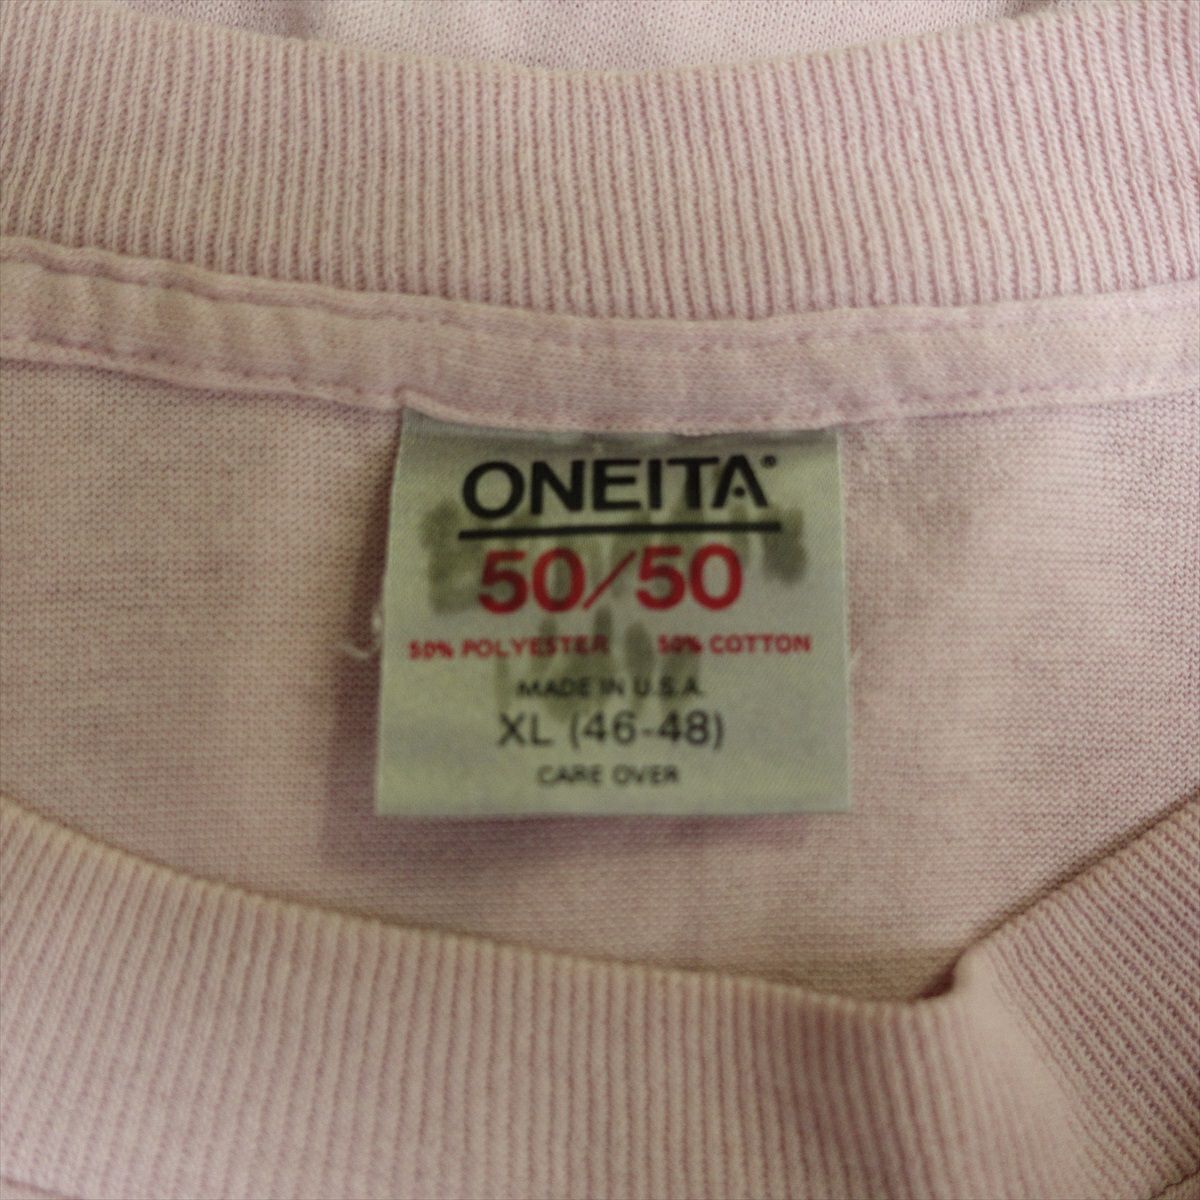 ONEITA®
50/50
50% POLYESTER 50% COTTON
MADE IN U.S.A.
XL (46-48)
CARE OVER